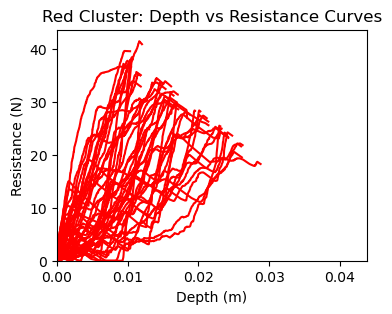 Red Cluster: Depth vs Resistance Curves
40
30
20
10
0
Resistance (N)
0.00 0.01 0.02 0.03 0.04
Depth (m)